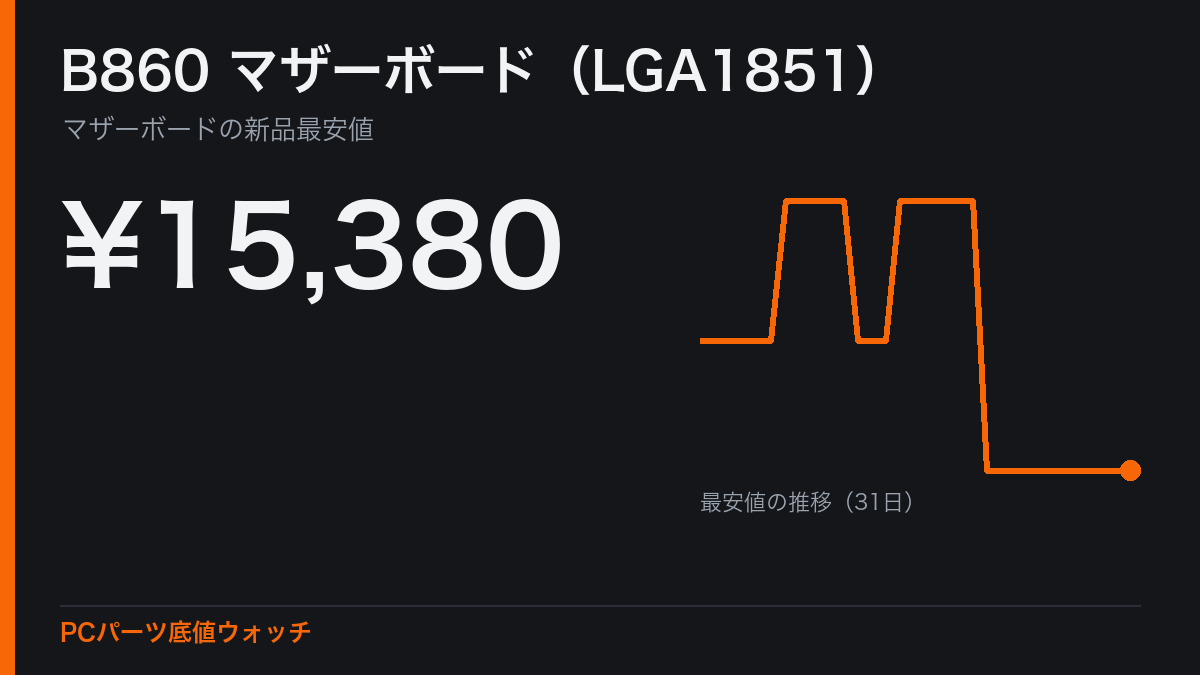 B860 マザーボード（LGA1851）
マザーボードの新品最安値
¥15,380
最安値の推移（31日）
PCパーツ底値ウォッチ